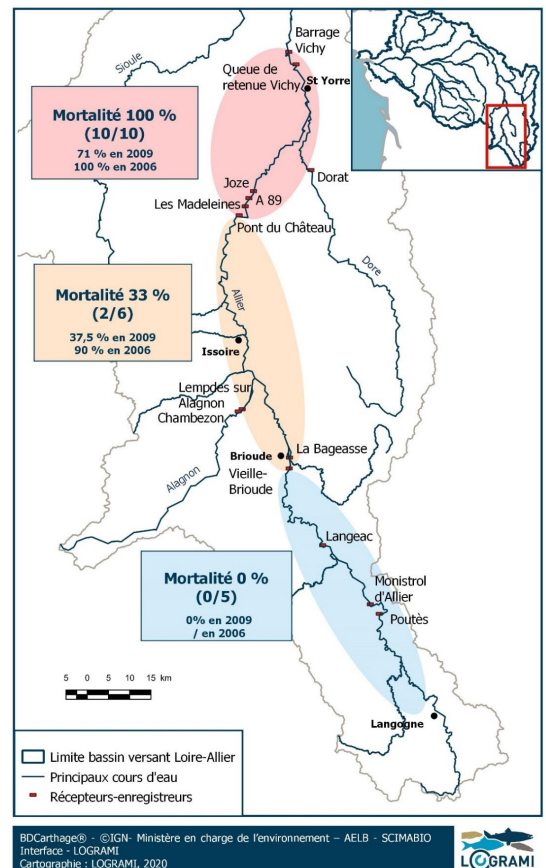 Barrage
Vichy
Sioule
Queue de
retenue Vichy
St Yorre
Mortalité 100 %
(10/10)
71 % en 2009
100 % en 2006
Joze
Dorat
A 89
Les Madeleines
Pont du Château
Dore
Mortalité 33 %
(2/6)
37,5 % en 2009
90 % en 2006
Allier
Issoire
Lempdes sur
Alagnon
Chambezon
Brioude
La Bageasse
Vieille-
Brioude
Alagnon
Langeac
Mortalité 0 %
(0/5)
0% en 2009
/ en 2006
Monistrol
d'Allier
Poutès
5 0 5 10 15 km
Langogne
Limite bassin versant Loire-Allier
Principaux cours d'eau
Récepteurs-enregistreurs
BDCarthage® - ©IGN- Ministère en charge de l'environnement – AELB - SCIMABIO
Interface - LOGRAMI
Cartographie : LOGRAMI, 2020
LOGRAMI